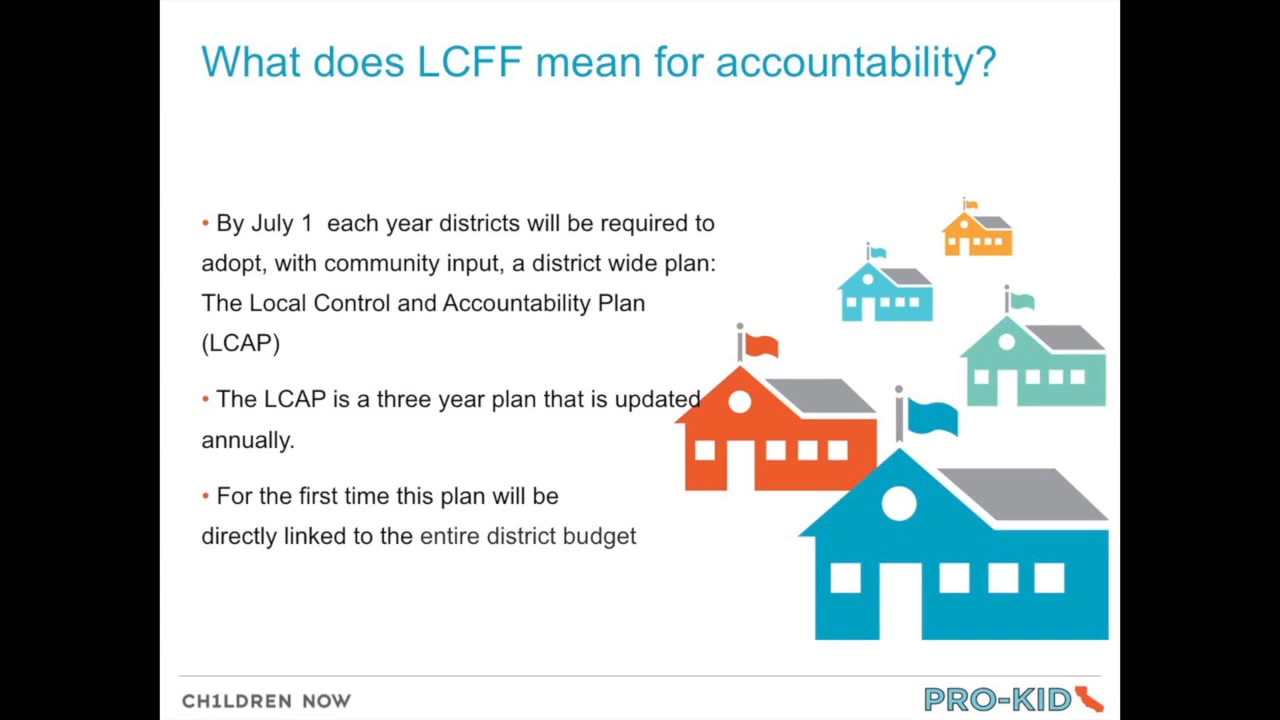 What does LCFF mean for accountability?
• By July 1  each year districts will be required to
adopt, with community input, a district wide plan:
The Local Control and Accountability Plan
(LCAP)
• The LCAP is a three year plan that is updated
annually.
• For the first time this plan will be
directly linked to the entire district budget
CH1LDREN NOW
PRO-KID